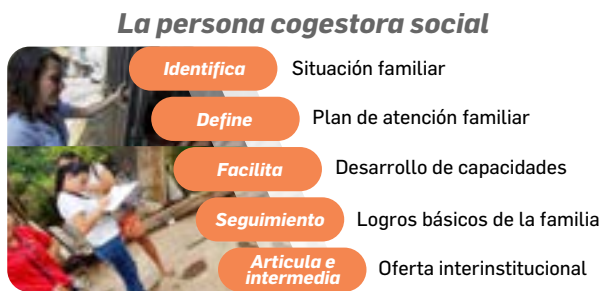 La persona cogestora social
Identifica Situación familiar
Define Plan de atención familiar
Facilita Desarrollo de capacidades
Seguimiento Logros básicos de la familia
Articula e
intermedia Oferta interinstitucional